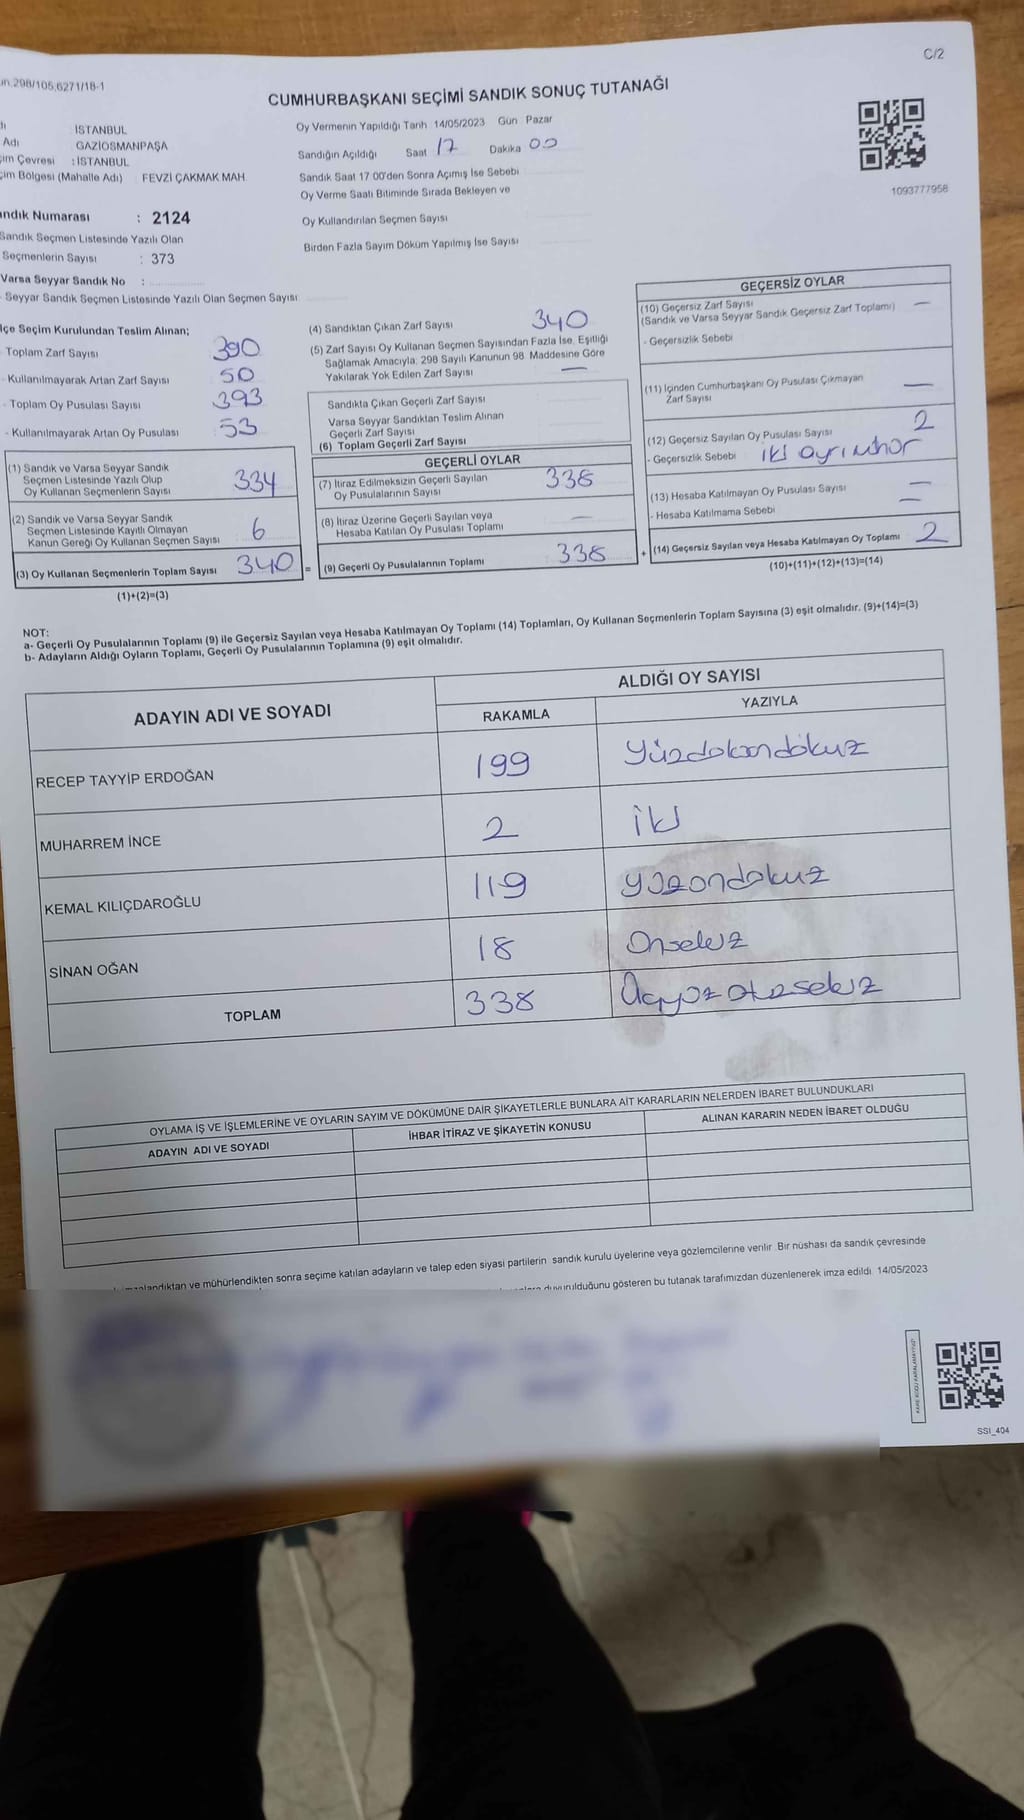 C/2
298/105,6271/18-1
CUMHURBAŞKANI SEÇİMİ SANDIK SONUÇ TUTANAĞI
İSTANBUL
Adı GAZİOSMANPAŞA
çim Çevresi : İSTANBUL
çim Bölgesi (Mahalle Adı) FEVZİ ÇAKMAK MAH.
Oy Vermenin Yapıldığı Tarih 14/05/2023 Gün Pazar
Sandığın Açıldığı Saat 17 Dakika 00
Sandık Saat 17 00'den Sonra Açımış İse Sebebi
Oy Verme Saati Bitiminde Sırada Bekleyen ve
Oy Kullandırılan Seçmen Sayısı
Birden Fazla Sayım Döküm Yapılmış İse Sayısı
1093777958
andık Numarası : 2124
Sandık Seçmen Listesinde Yazılı Olan
Seçmenlerin Sayısı : 373
Varsa Seyyar Sandık No :
- Seyyar Sandık Seçmen Listesinde Yazılı Olan Seçmen Sayısı
lçe Seçim Kurulundan Teslim Alınan;
- Toplam Zarf Sayısı 390
- Kullanılmayarak Artan Zarf Sayısı 50
- Toplam Oy Pusulası Sayısı 393
- Kullanılmayarak Artan Oy Pusulası 53
(1) Sandık ve Varsa Seyyar Sandık
Seçmen Listesinde Yazılı Olup
Oy Kullanan Seçmenlerin Sayısı 334
(2) Sandık ve Varsa Seyyar Sandık
Seçmen Listesinde Kayıtlı Olmayan
Kanun Gereği Oy Kullanan Seçmen Sayısı 6
(3) Oy Kullanan Seçmenlerin Toplam Sayısı 340 =
(1)+(2)=(3)
(4) Sandıktan Çıkan Zarf Sayısı 340
(5) Zarf Sayısı Oy Kullanan Seçmen Sayısından Fazla İse, Eşitliği
Sağlamak Amacıyla; 298 Sayılı Kanunun 98. Maddesine Göre
Yakılarak Yok Edilen Zarf Sayısı —
Sandıkta Çıkan Geçerli Zarf Sayısı
Varsa Seyyar Sandıktan Teslim Alınan
Geçerli Zarf Sayısı
(6) Toplam Geçerli Zarf Sayısı
GEÇERLİ OYLAR
(7) İtiraz Edilmeksizin Geçerli Sayılan
Oy Pusulalarının Sayısı 338
(8) İtiraz Üzerine Geçerli Sayılan veya
Hesaba Katılan Oy Pusulası Toplamı —
(9) Geçerli Oy Pusulalarının Toplamı 338 +
GEÇERSİZ OYLAR
(10) Geçersiz Zarf Sayısı
(Sandık ve Varsa Seyyar Sandık Geçersiz Zarf Toplamı) —
- Geçersizlik Sebebi
(11) İçinden Cumhurbaşkanı Oy Pusulası Çıkmayan
Zarf Sayısı —
(12) Geçersiz Sayılan Oy Pusulası Sayısı 2
- Geçersizlik Sebebi iki ayrı mühür
(13) Hesaba Katılmayan Oy Pusulası Sayısı —
- Hesaba Katılmama Sebebi —
(14) Geçersiz Sayılan veya Hesaba Katılmayan Oy Toplamı 2
(10)+(11)+(12)+(13)=(14)
NOT:
a- Geçerli Oy Pusulalarının Toplamı (9) ile Geçersiz Sayılan veya Hesaba Katılmayan Oy Toplamı (14) Toplamları, Oy Kullanan Seçmenlerin Toplam Sayısına (3) eşit olmalıdır. (9)+(14)=(3)
b- Adayların Aldığı Oyların Toplamı, Geçerli Oy Pusulalarının Toplamına (9) eşit olmalıdır.
ADAYIN ADI VE SOYADI
ALDIĞI OY SAYISI
RAKAMLA YAZIYLA
RECEP TAYYİP ERDOĞAN 199 yüzdoksandokuz
MUHARREM İNCE 2 iki
KEMAL KILIÇDAROĞLU 119 yüzondokuz
SİNAN OĞAN 18 Onsekiz
TOPLAM 338 Üçyüz otuzsekiz
OYLAMA İŞ VE İŞLEMLERİNE VE OYLARIN SAYIM VE DÖKÜMÜNE DAİR ŞİKAYETLERLE BUNLARA AİT KARARLARIN NELERDEN İBARET BULUNDUKLARI
ADAYIN ADI VE SOYADI İHBAR İTİRAZ VE ŞİKAYETİN KONUSU ALINAN KARARIN NEDEN İBARET OLDUĞU
mzalandıktan ve mühürlendikten sonra seçime katılan adayların ve talep eden siyasi partilerin sandık kurulu üyelerine veya gözlemcilerine verilir. Bir nüshası da sandık çevresinde
duyurulduğunu gösteren bu tutanak tarafımızdan düzenlenerek imza edildi. 14/05/2023
KARE KODU KARALAMAYINIZ!
SSI_404